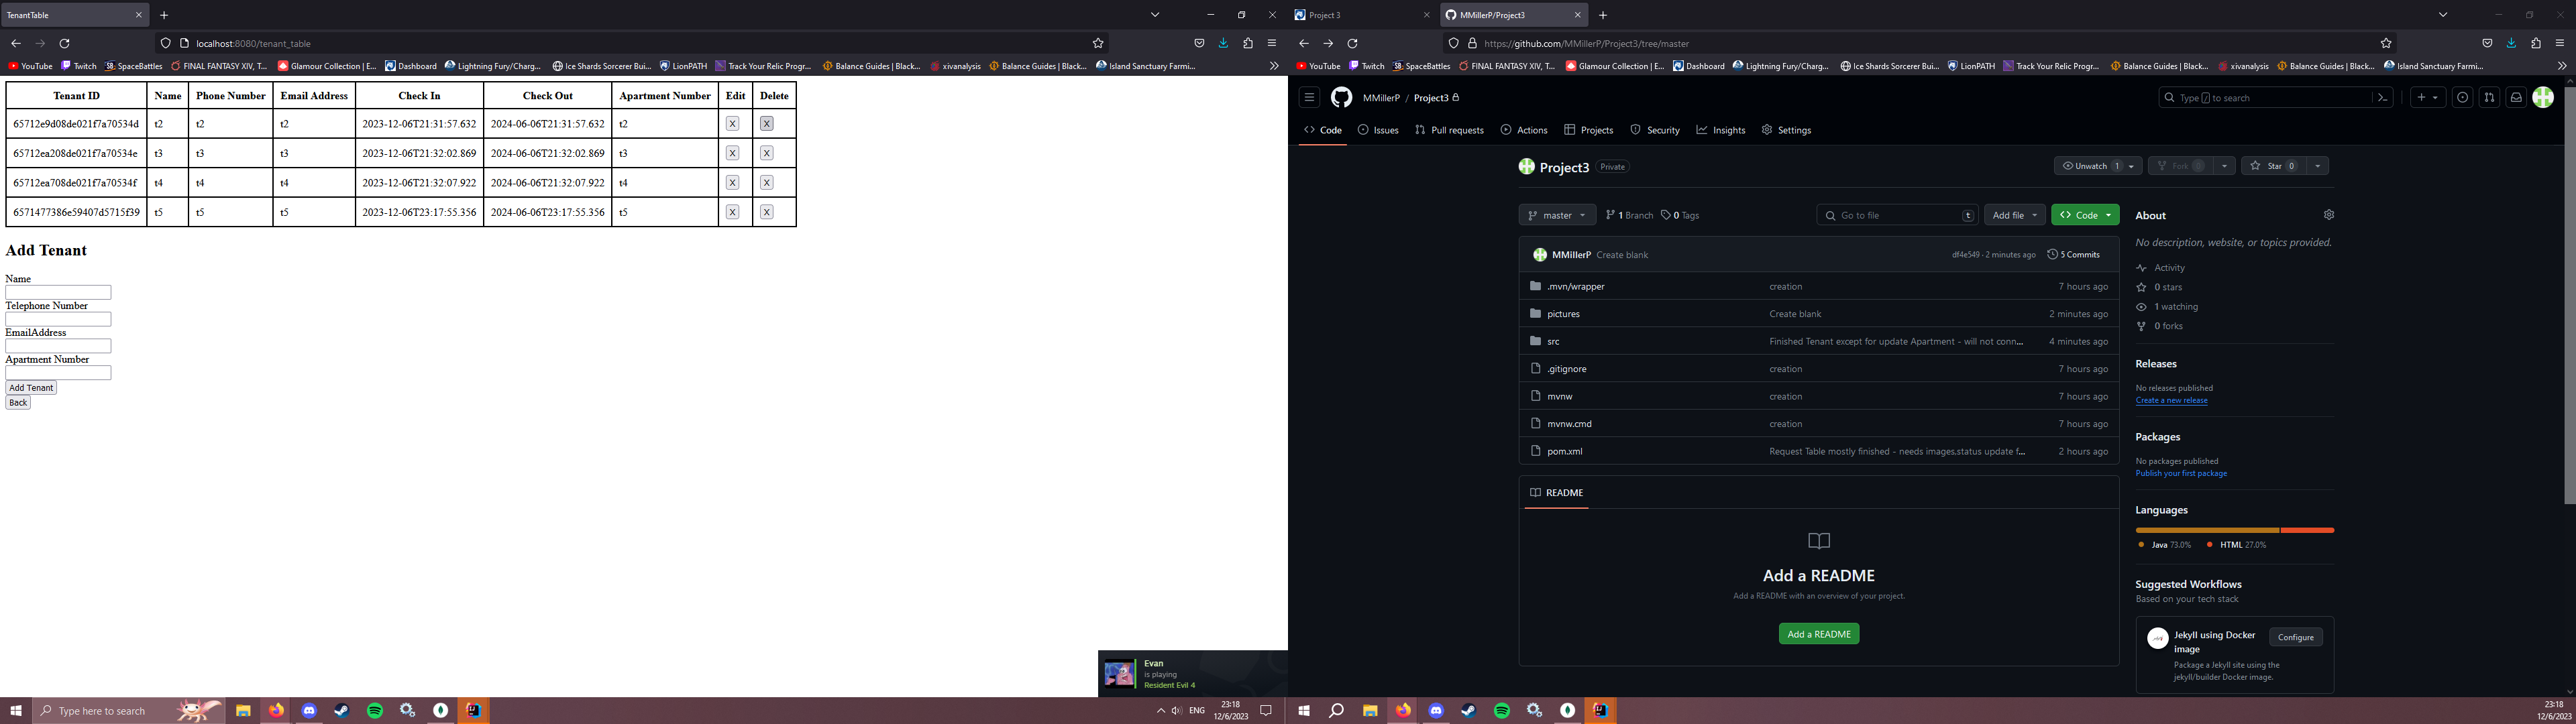 TenantTable
localhost:8080/tenant_table
YouTube Twitch SpaceBattles FINAL FANTASY XIV, T... Glamour Collection | E... Dashboard Lightning Fury/Charg... Ice Shards Sorcerer Bui... LionPATH Track Your Relic Progr... Balance Guides | Black... xivanalysis Balance Guides | Black... Island Sanctuary Farmi...
Tenant ID Name Phone Number Email Address Check In Check Out Apartment Number Edit Delete
65712e9d08de021f7a70534d t2 t2 t2 2023-12-06T21:31:57.632 2024-06-06T21:31:57.632 t2 X X
65712ea208de021f7a70534e t3 t3 t3 2023-12-06T21:32:02.869 2024-06-06T21:32:02.869 t3 X X
65712ea708de021f7a70534f t4 t4 t4 2023-12-06T21:32:07.922 2024-06-06T21:32:07.922 t4 X X
6571477386e59407d5715f39 t5 t5 t5 2023-12-06T23:17:55.356 2024-06-06T23:17:55.356 t5 X X
Add Tenant
Name
Telephone Number
EmailAddress
Apartment Number
Add Tenant
Back
Evan
is playing
Resident Evil 4
Type here to search
ENG
23:18
12/6/2023
Project 3
MMillerP/Project3
https://github.com/MMillerP/Project3/tree/master
YouTube Twitch SpaceBattles FINAL FANTASY XIV, T... Glamour Collection | E... Dashboard Lightning Fury/Charg... Ice Shards Sorcerer Bui... LionPATH Track Your Relic Progr... Balance Guides | Black... xivanalysis Balance Guides | Black... Island Sanctuary Farmi...
MMillerP / Project3
Type / to search
Code Issues Pull requests Actions Projects Security Insights Settings
Project3 Private
Unwatch 1 Fork 0 Star 0
master 1 Branch 0 Tags
Go to file t Add file Code
MMillerP Create blank df4e549 · 2 minutes ago 5 Commits
.mvn/wrapper creation 7 hours ago
pictures Create blank 2 minutes ago
src Finished Tenant except for update Apartment - will not conn... 4 minutes ago
.gitignore creation 7 hours ago
mvnw creation 7 hours ago
mvnw.cmd creation 7 hours ago
pom.xml Request Table mostly finished - needs images,status update f... 2 hours ago
README
Add a README
Add a README with an overview of your project.
Add a README
About
No description, website, or topics provided.
Activity
0 stars
1 watching
0 forks
Releases
No releases published
Create a new release
Packages
No packages published
Publish your first package
Languages
Java 73.0% HTML 27.0%
Suggested Workflows
Based on your tech stack
Jekyll using Docker
image
Configure
Package a Jekyll site using the
jekyll/builder Docker image.
23:18
12/6/2023